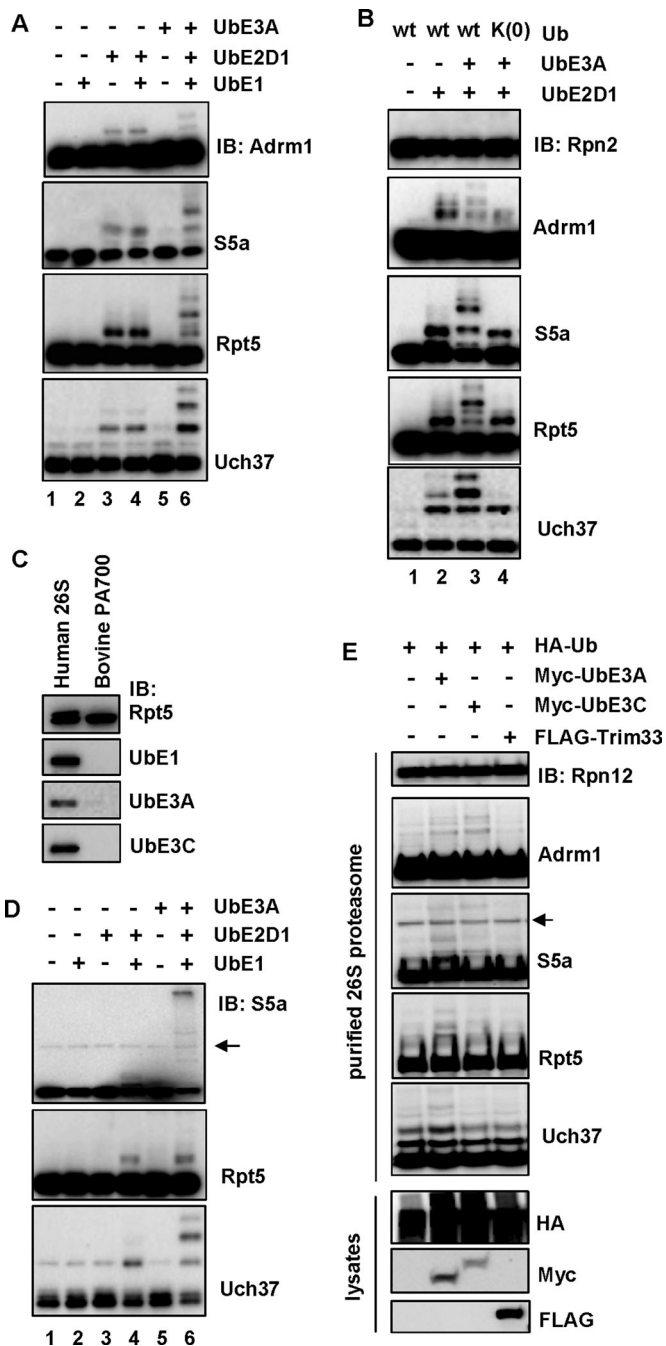 A
- - - - + + UbE3A
- - + + - + UbE2D1
- + - + - + UbE1
IB: Adrm1
S5a
Rpt5
Uch37
1 2 3 4 5 6
B
wt wt wt K(0) Ub
- - + + UbE3A
- + + + UbE2D1
IB: Rpn2
Adrm1
S5a
Rpt5
Uch37
1 2 3 4
C
Human 26S
Bovine PA700
IB:
Rpt5
UbE1
UbE3A
UbE3C
D
- - - - + + UbE3A
- - + + - + UbE2D1
- + - + - + UbE1
IB: S5a
Rpt5
Uch37
1 2 3 4 5 6
E
+ + + + HA-Ub
- + - - Myc-UbE3A
- - + - Myc-UbE3C
- - - + FLAG-Trim33
purified 26S proteasome
IB: Rpn12
Adrm1
S5a
Rpt5
Uch37
lysates
HA
Myc
FLAG